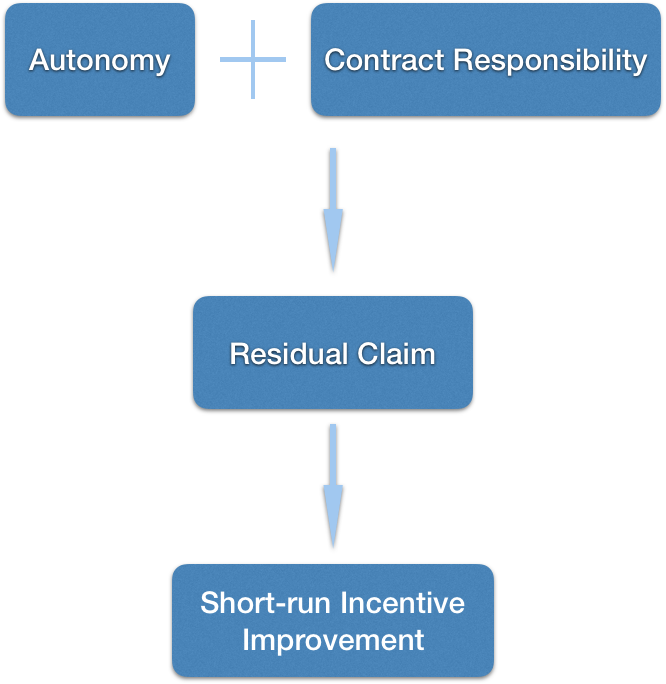 Autonomy
Contract Responsibility
Residual Claim
Short-run Incentive
Improvement